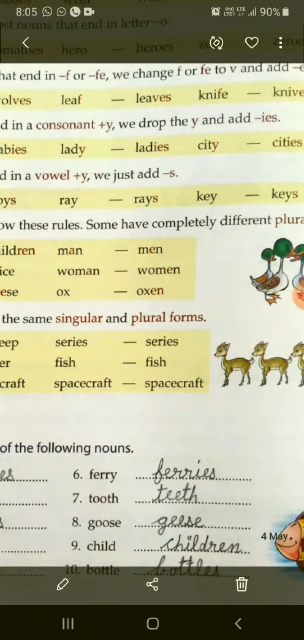 8:05 90%
st nouns that end in letter -o.
matoes hero — heroes
hat end in –f or –fe, we change f or fe to v and add –e
olves leaf — leaves knife — knive
d in a consonant +y, we drop the y and add –ies.
abies lady — ladies city — cities
d in a vowel +y, we just add –s.
oys ray — rays key — keys
ow these rules. Some have completely different plura
ildren man — men
ice woman — women
ese ox — oxen
the same singular and plural forms.
eep series — series
er fish — fish
craft spacecraft — spacecraft
of the following nouns.
es 6. ferry ferries
7. tooth teeth
8. goose geese
9. child children
4 May
10. bottle bottles